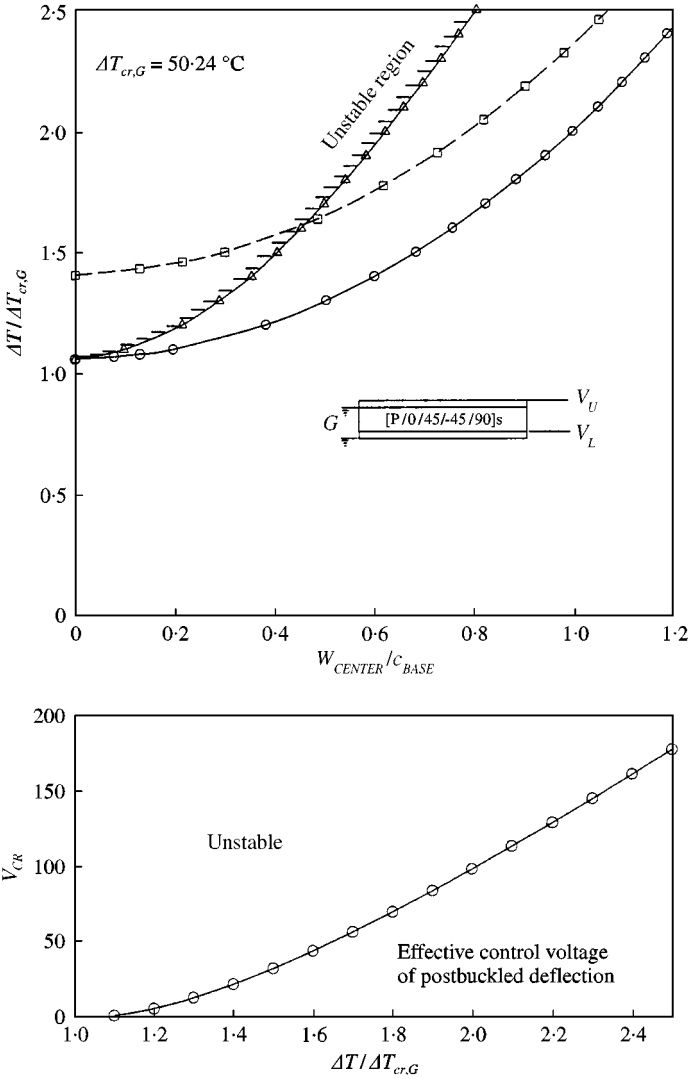 2·5
ΔT_cr,G = 50·24 °C
Unstable region
2·0
1·5
ΔT / ΔT_cr,G
1·0
V_U
G
[P/0/45/-45/90]s
V_L
0·5
0
0 0·2 0·4 0·6 0·8 1·0 1·2
W_CENTER/c_BASE
200
150
Unstable
V_CR
100
50
Effective control voltage
of postbuckled deflection
0
1·0 1·2 1·4 1·6 1·8 2·0 2·2 2·4
ΔT / ΔT_cr,G